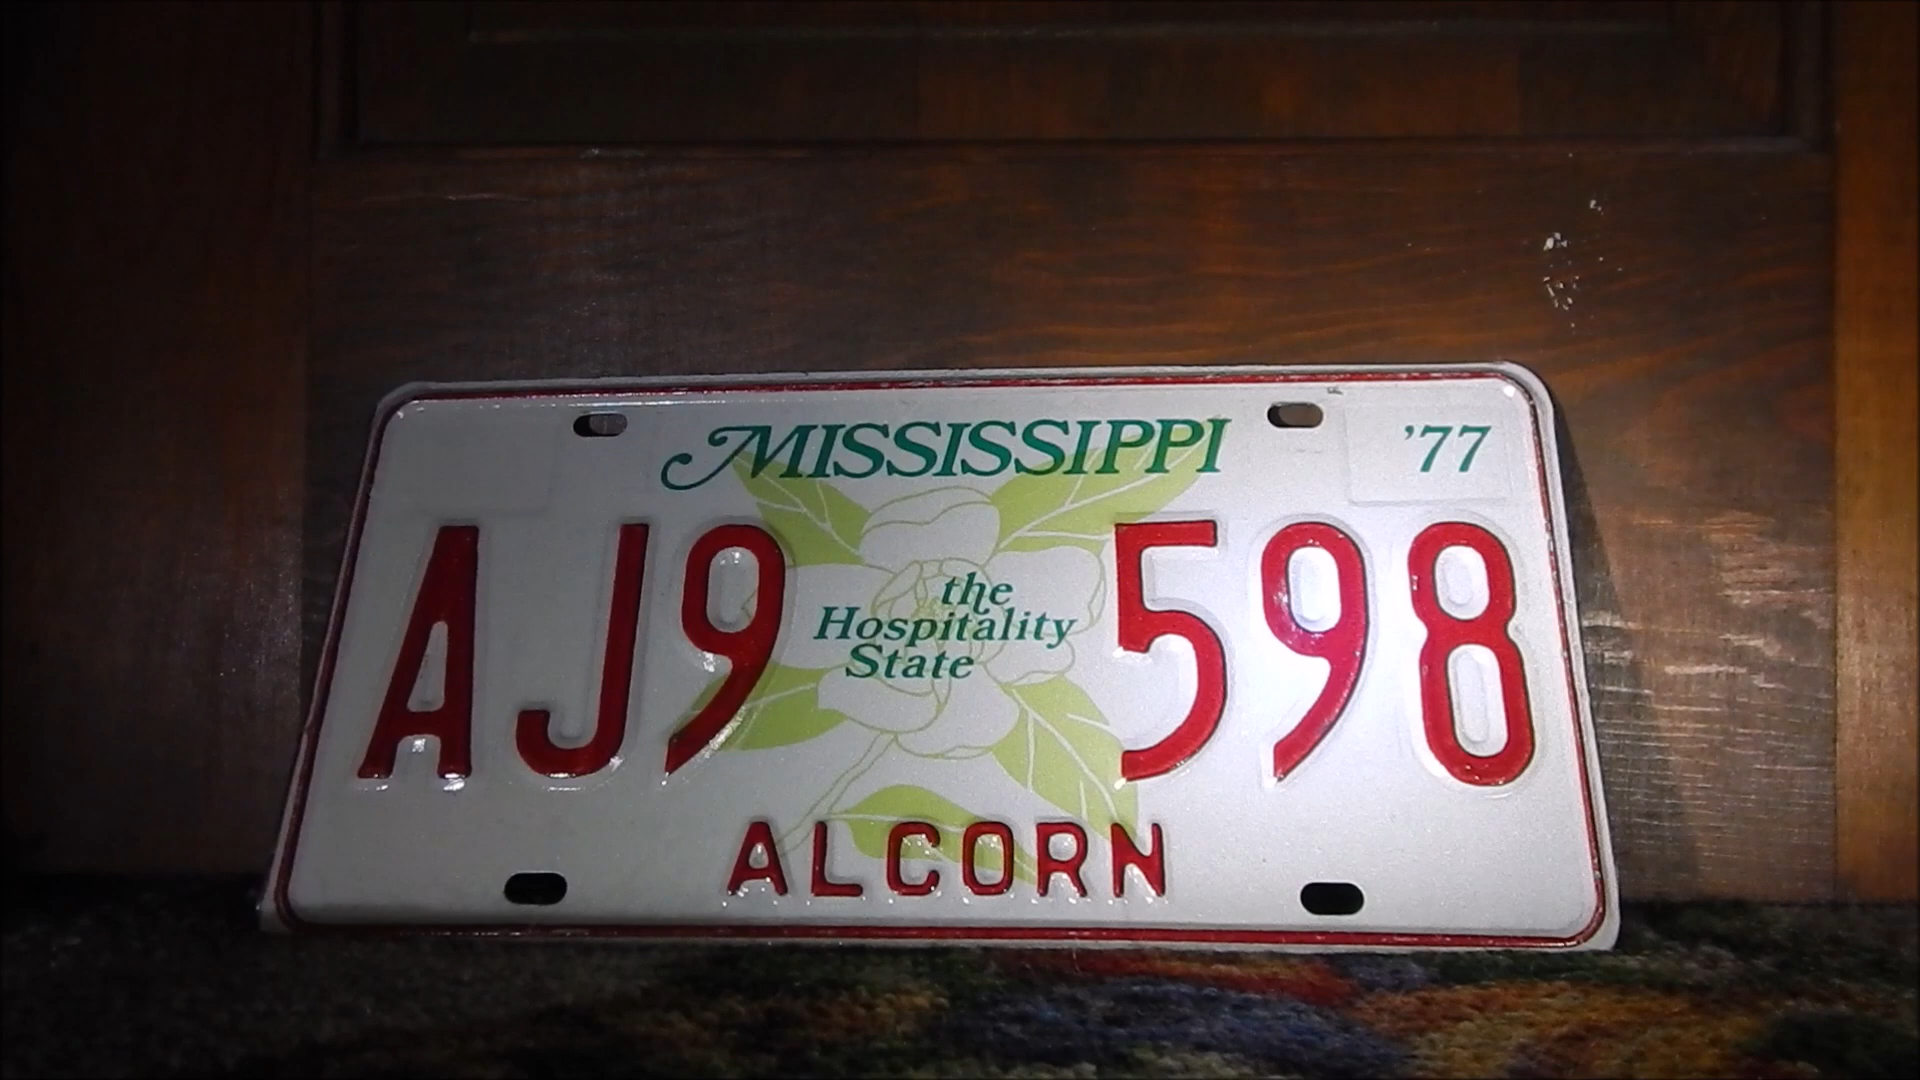 MISSISSIPPI '77
AJ9 598
the
Hospitality
State
ALCORN